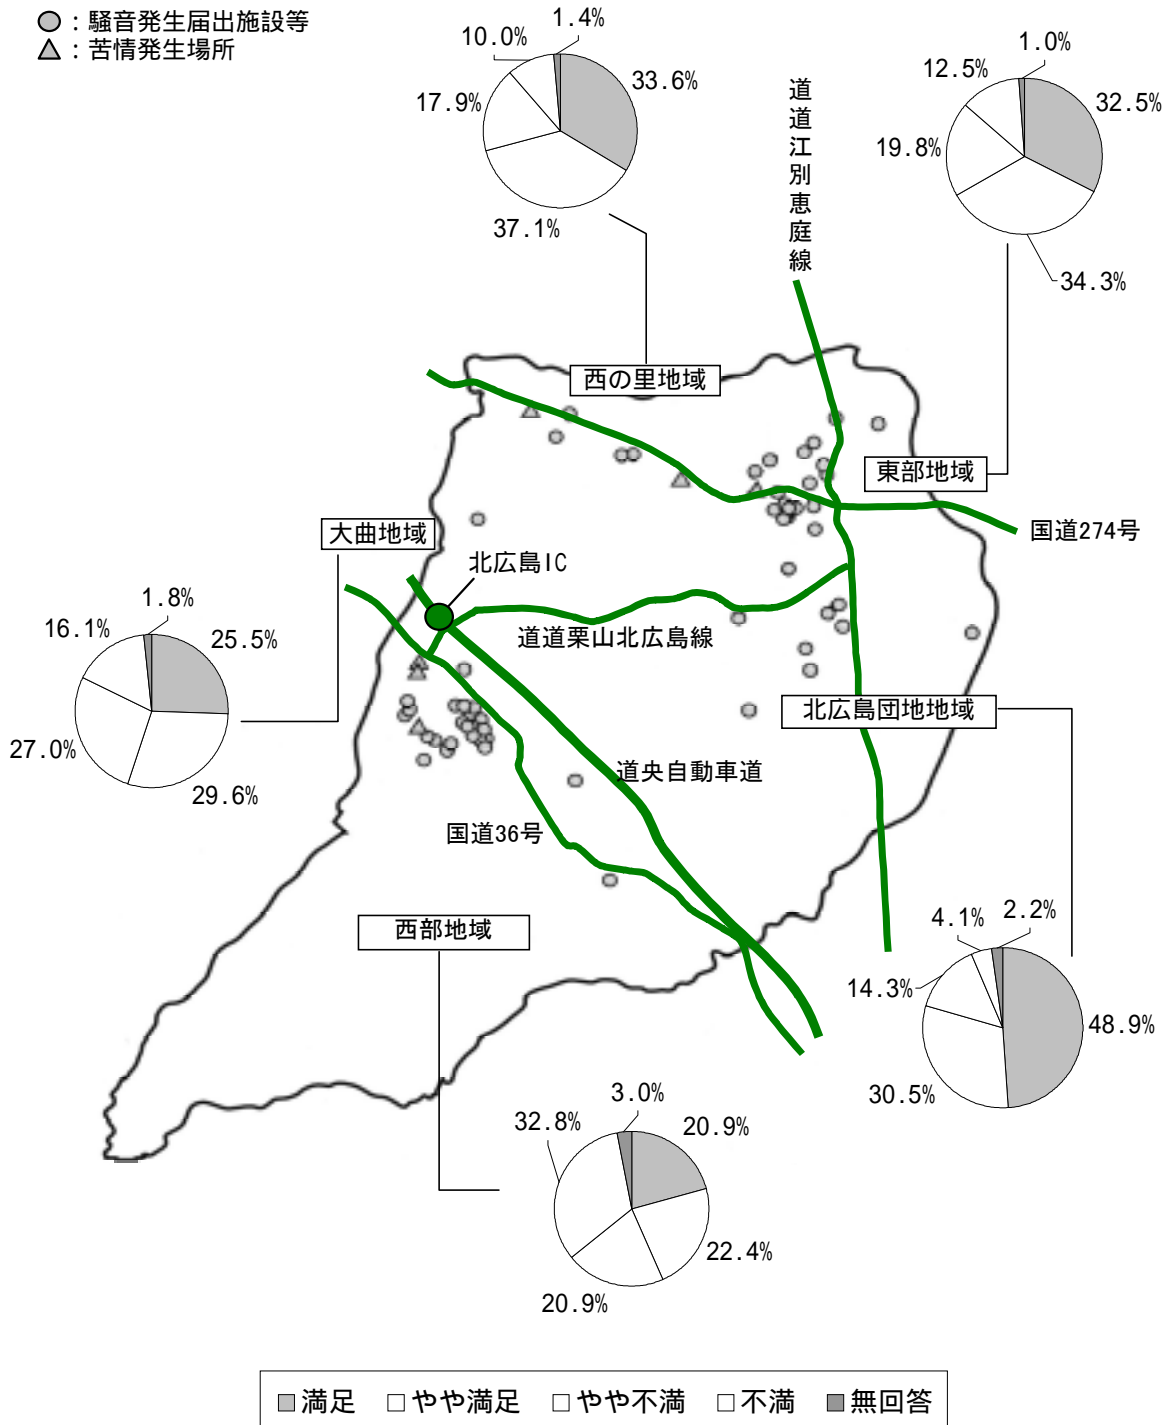 ○：騒音発生届出施設等
△：苦情発生場所
1.4%
10.0%
33.6%
17.9%
37.1%
1.0%
12.5%
32.5%
19.8%
34.3%
道道江別恵庭線
西の里地域
東部地域
国道274号
大曲地域
北広島IC
道道栗山北広島線
1.8%
16.1%
25.5%
27.0%
29.6%
北広島団地地域
道央自動車道
国道36号
西部地域
2.2%
4.1%
14.3%
48.9%
30.5%
3.0%
32.8%
20.9%
22.4%
20.9%
満足 やや満足 やや不満 不満 無回答